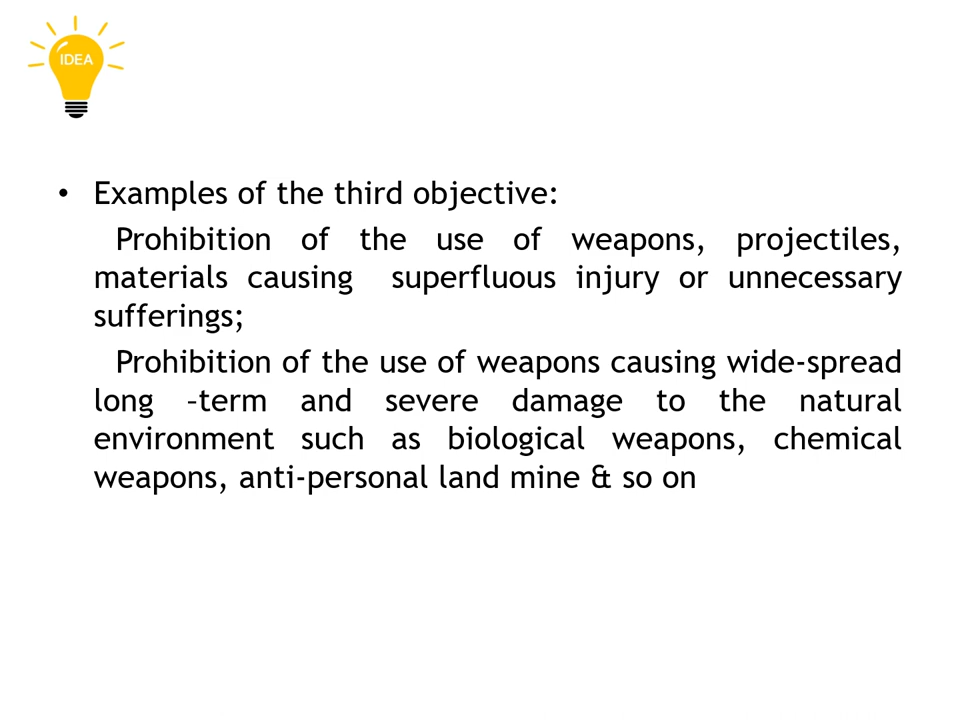 IDEA
• Examples of the third objective:
Prohibition of the use of weapons, projectiles,
materials causing superfluous injury or unnecessary
sufferings;
Prohibition of the use of weapons causing wide-spread
long –term and severe damage to the natural
environment such as biological weapons, chemical
weapons, anti-personal land mine & so on